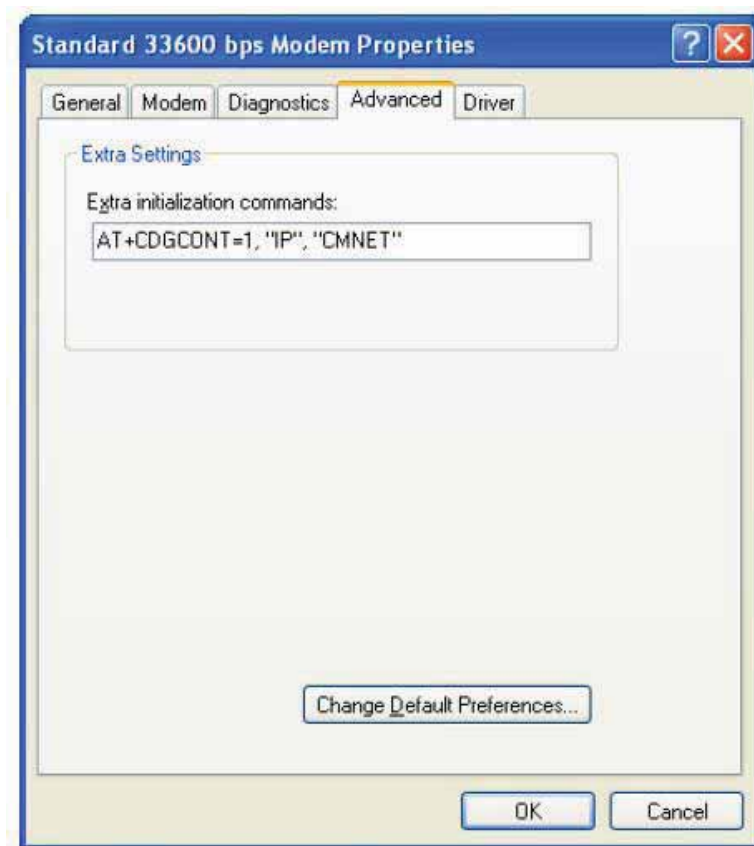 Standard 33600 bps Modem Properties
General Modem Diagnostics Advanced Driver
Extra Settings
Extra initialization commands:
AT+CDGCONT=1, "IP", "CMNET"
Change Default Preferences...
OK Cancel